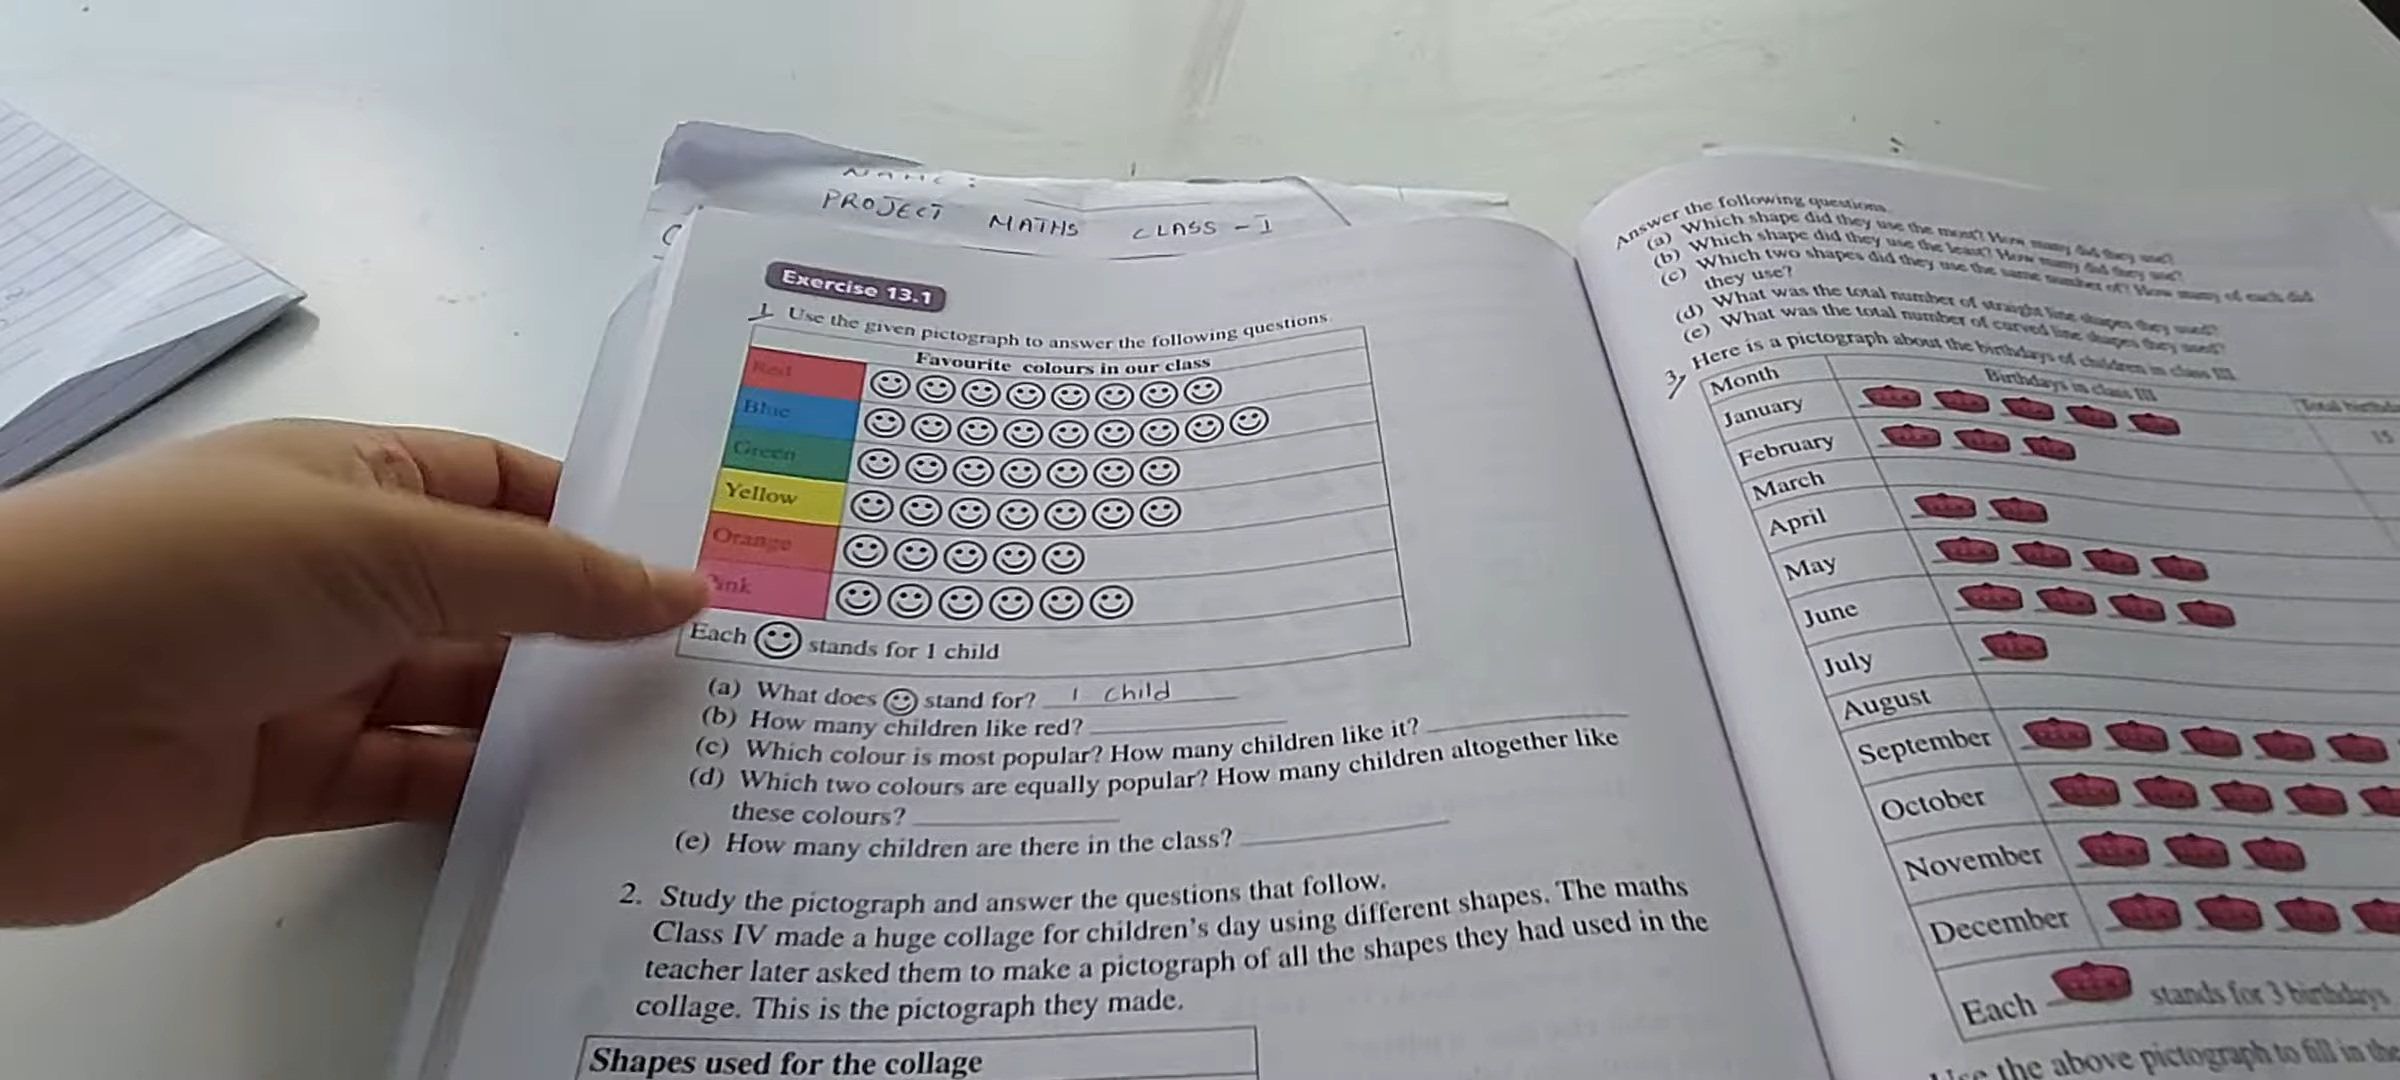 PROJECT MATHS CLASS - I
Exercise 13.1
1. Use the given pictograph to answer the following questions.
Favourite colours in our class
Red
Blue
Green
Yellow
Orange
Pink
Each stands for 1 child
(a) What does stand for? 1 child
(b) How many children like red?
(c) Which colour is most popular? How many children like it?
(d) Which two colours are equally popular? How many children altogether like
these colours?
(e) How many children are there in the class?
2. Study the pictograph and answer the questions that follow.
Class IV made a huge collage for children's day using different shapes. The maths
teacher later asked them to make a pictograph of all the shapes they had used in the
collage. This is the pictograph they made.
Shapes used for the collage
Answer the following questions.
(a) Which shape did they use the most? How many did they use?
(b) Which shape did they use the least? How many did they use?
(c) Which two shapes did they use the same number of? How many of each did
they use?
(d) What was the total number of straight line shapes they used?
(e) What was the total number of curved line shapes they used?
3. Here is a pictograph about the birthdays of children in class III
Month Birthdays in class III Total
January 15
February
March
April
May
June
July
August
September
October
November
December
Each stands for 3 birthdays
the above pictograph to fill in the